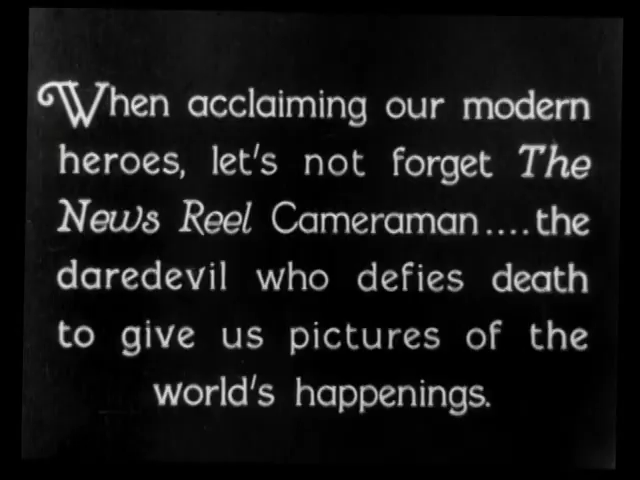 When acclaiming our modern
heroes, let's not forget The
News Reel Cameraman....the
daredevil who defies death
to give us pictures of the
world's happenings.